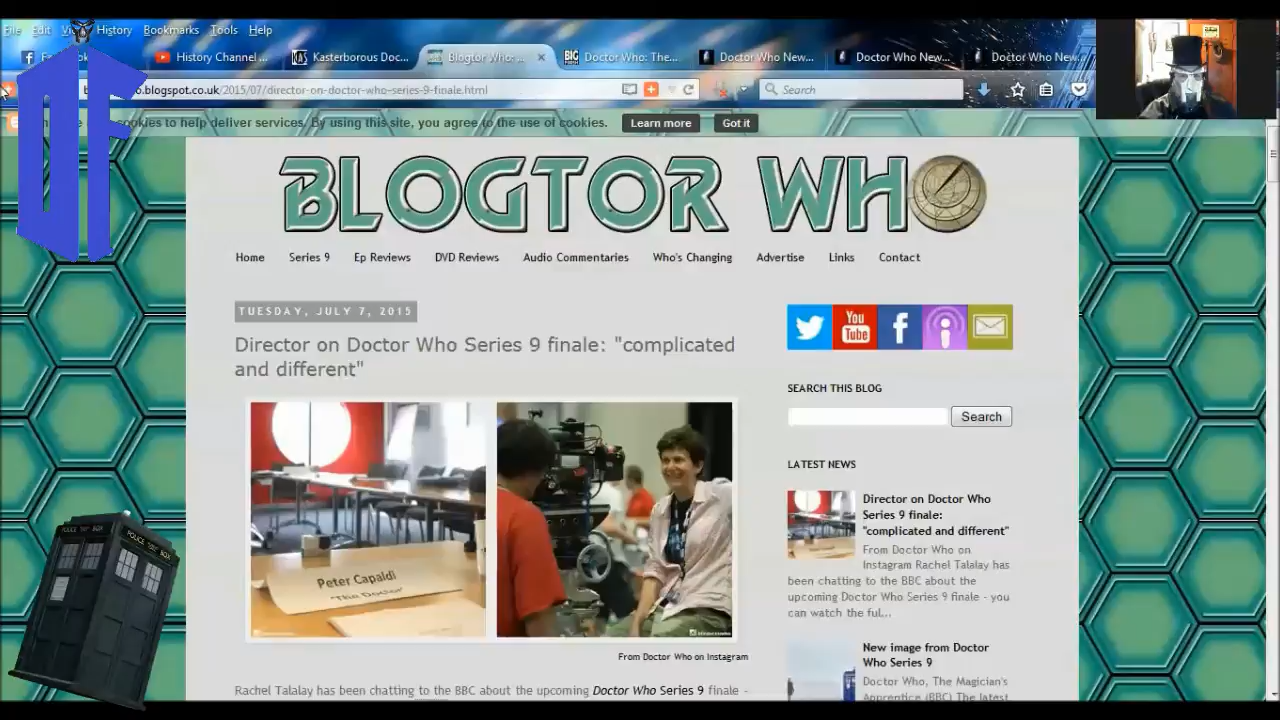 File Edit View History Bookmarks Tools Help
History Channel ...
Kasterborous Doc...
Blogtor Who: ...
Doctor Who: The...
Doctor Who New...
Doctor Who New...
Doctor Who New...
.blogspot.co.uk/2015/07/director-on-doctor-who-series-9-finale.html
Search
cookies to help deliver services. By using this site, you agree to the use of cookies.
Learn more
Got it
BLOGTOR WHO
Home
Series 9
Ep Reviews
DVD Reviews
Audio Commentaries
Who's Changing
Advertise
Links
Contact
TUESDAY, JULY 7, 2015
Director on Doctor Who Series 9 finale: "complicated
and different"
Peter Capaldi
"The Doctor"
From Doctor Who on Instagram
Rachel Talalay has been chatting to the BBC about the upcoming Doctor Who Series 9 finale -
You
Tube
SEARCH THIS BLOG
Search
LATEST NEWS
Director on Doctor Who
Series 9 finale:
"complicated and different"
From Doctor Who on
Instagram Rachel Talalay has
been chatting to the BBC about the
upcoming Doctor Who Series 9 finale - you
can watch the ful...
New image from Doctor
Who Series 9
Doctor Who, The Magician's
Apprentice (BBC) The latest
DF
POLICE BOX
POLICE BOX